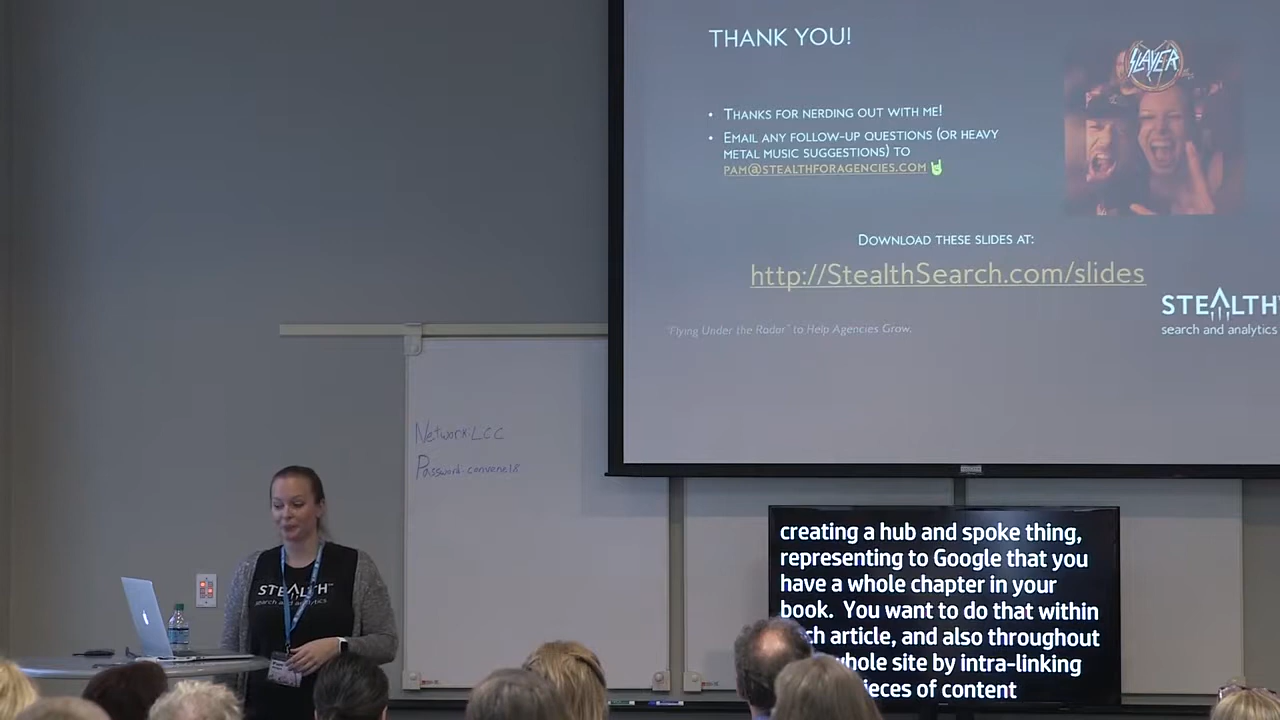 THANK YOU!
SLAYER
• THANKS FOR NERDING OUT WITH ME!
• EMAIL ANY FOLLOW-UP QUESTIONS (OR HEAVY
METAL MUSIC SUGGESTIONS) TO
PAM@STEALTHFORAGENCIES.COM
DOWNLOAD THESE SLIDES AT:
http://StealthSearch.com/slides
STEALTH
search and analytics
"Flying Under the Radar" to Help Agencies Grow.
Network: LCC
Password: convene18
STEALTH
search and analytics
creating a hub and spoke thing,
representing to Google that you
have a whole chapter in your
book. You want to do that within
article, and also throughout
whole site by intra-linking
content